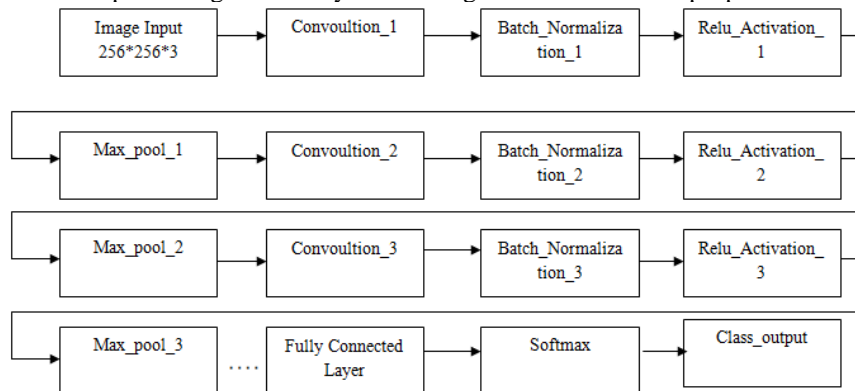 Image Input
256*256*3
Convoultion_1
Batch_Normaliza
tion_1
Relu_Activation_
1
Max_pool_1
Convoultion_2
Batch_Normaliza
tion_2
Relu_Activation_
2
Max_pool_2
Convoultion_3
Batch_Normaliza
tion_3
Relu_Activation_
3
Max_pool_3
....
Fully Connected
Layer
Softmax
Class_output